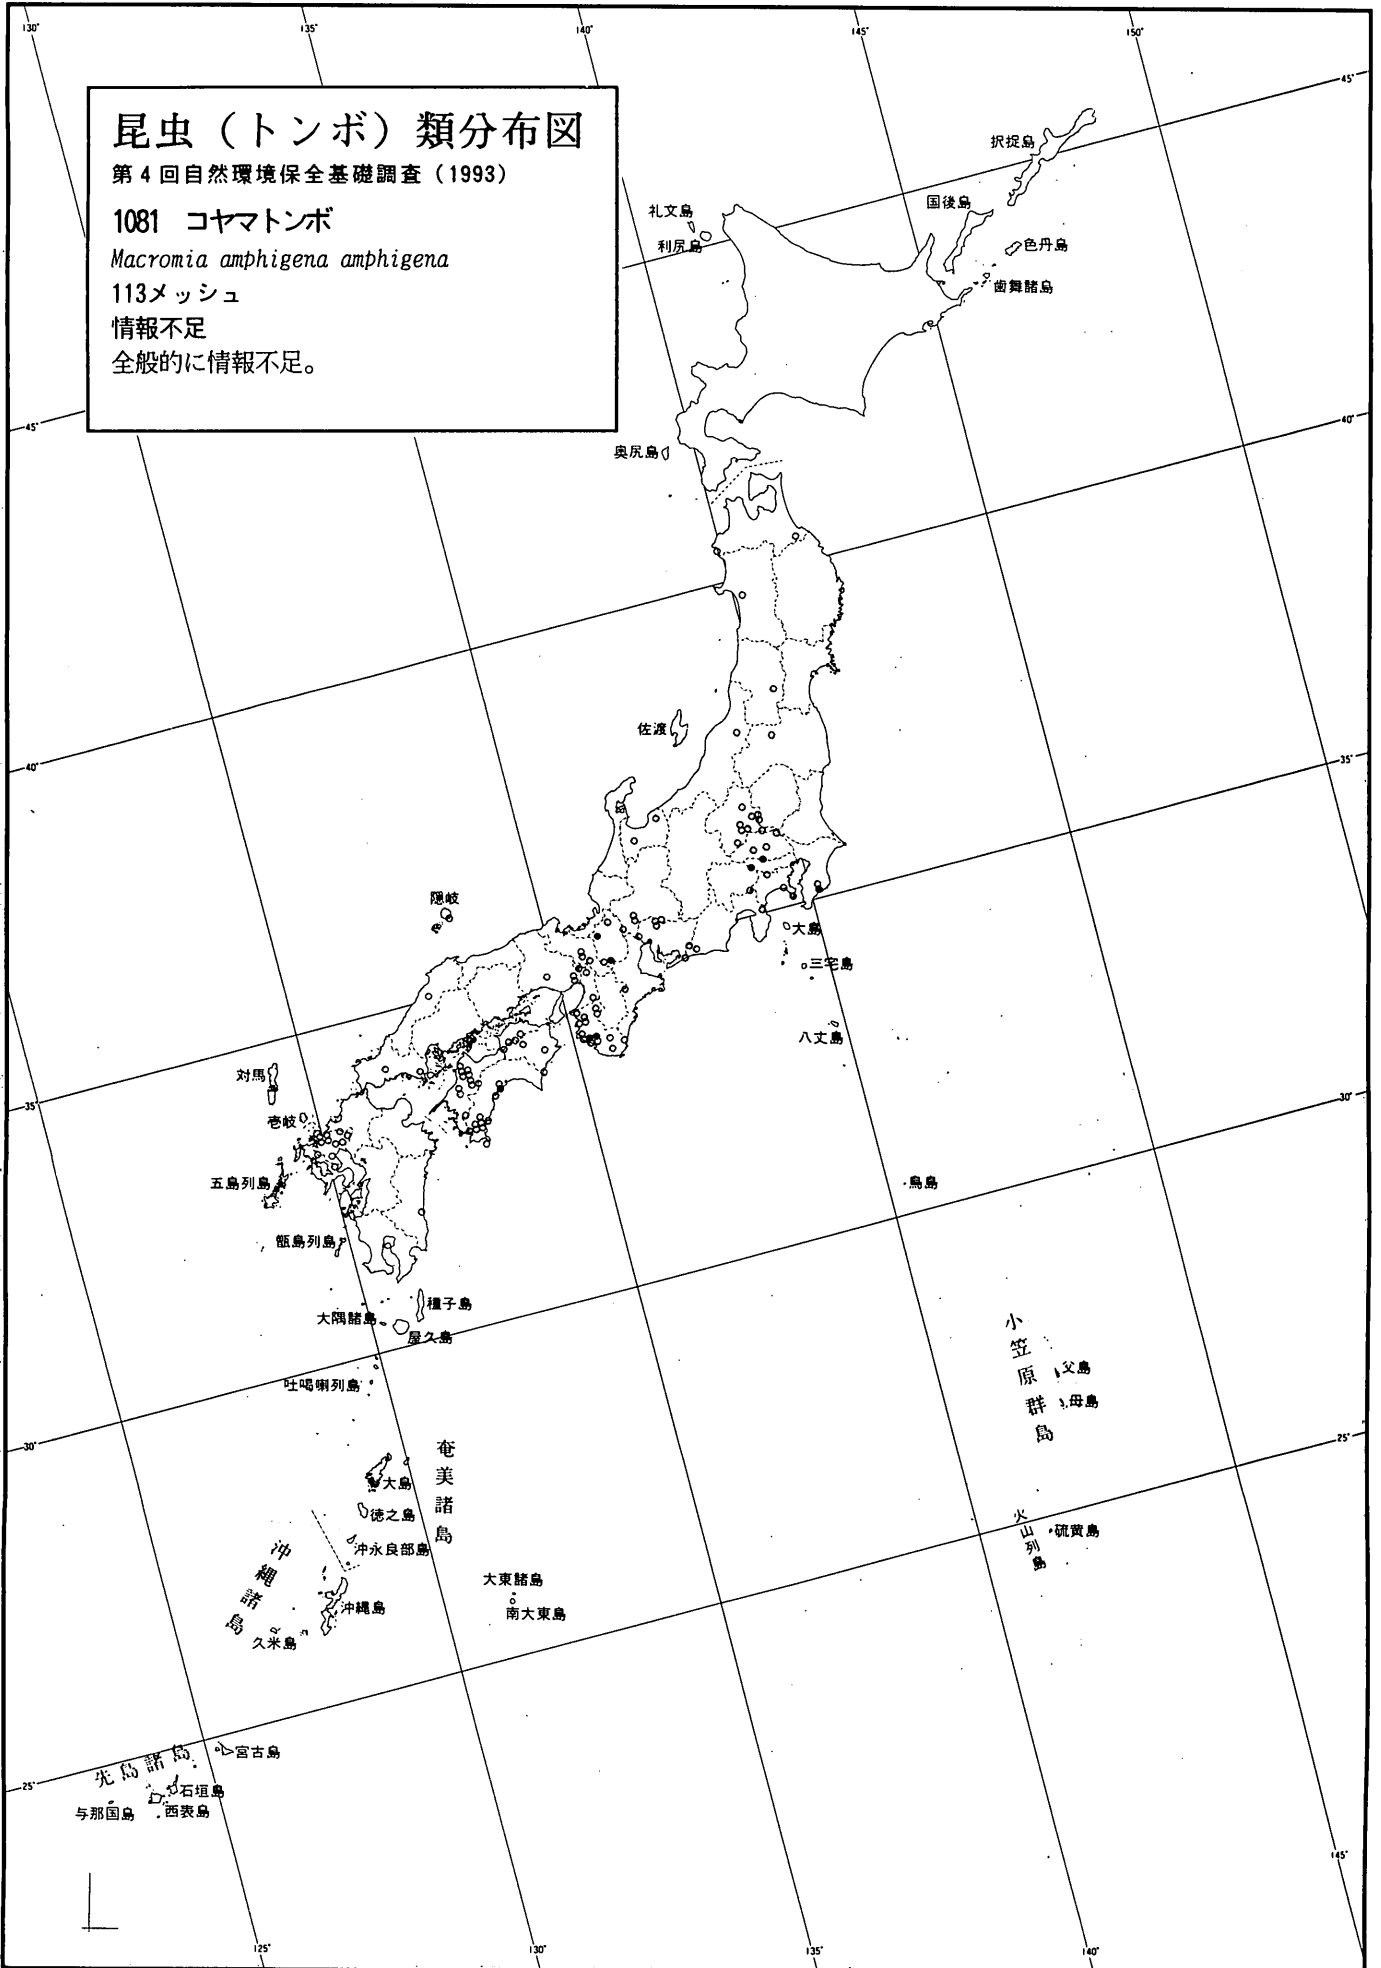 昆虫（トンボ）類分布図
第4回自然環境保全基礎調査（1993）
1081 コヤマトンボ
Macromia amphigena amphigena
113メッシュ
情報不足
全般的に情報不足。
130°
135°
140°
145°
150°
45°
択捉島
国後島
礼文島
利尻島
色丹島
歯舞諸島
45°
40°
奥尻島
佐渡
40°
35°
隠岐
大島
三宅島
八丈島
対馬
35°
壱岐
30°
五島列島
鳥島
甑島列島
種子島
大隅諸島
屋久島
小笠原群島
父島
吐喝喇列島
母島
30°
奄美諸島
25°
大島
徳之島
火山列島
硫黄島
沖永良部島
沖縄諸島
大東諸島
沖縄島
南大東島
久米島
先島諸島
宮古島
25°
石垣島
与那国島
西表島
145°
125°
130°
135°
140°